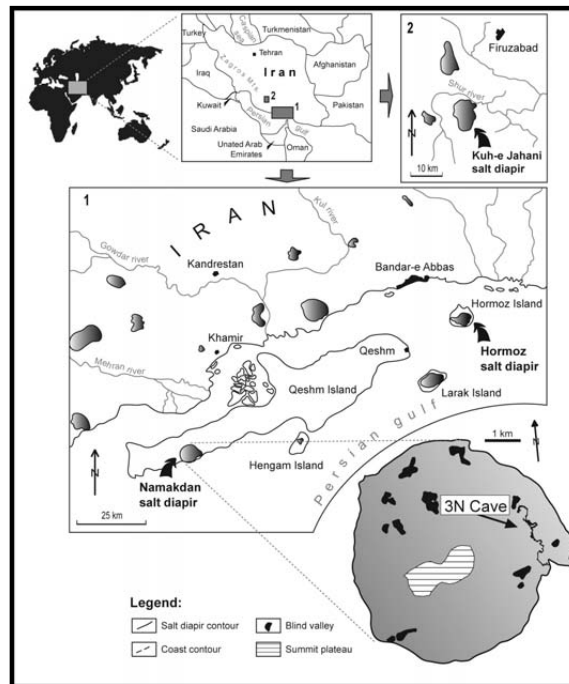 Turkey
Caspian
sea
Turkmenistan
Tehran
Iran
Afghanistan
Iraq
Zagros Mts.
Kuwait
2
1
Pakistan
Persian gulf
Saudi Arabia
Unated Arab
Emirates
Oman
2
Firuzabad
Shur river
N
10 km
Kuh-e Jahani
salt diapir
1
IRAN
Kul river
Gowdar river
Kandrestan
Bandar-e Abbas
Hormoz Island
Khamir
Qeshm
Hormoz
salt diapir
Mehran river
Qeshm Island
Larak Island
Hengam Island
Persian gulf
N
Namakdan
salt diapir
25 km
1 km
N
3N Cave
Legend:
Salt diapir contour
Blind valley
Coast contour
Summit plateau